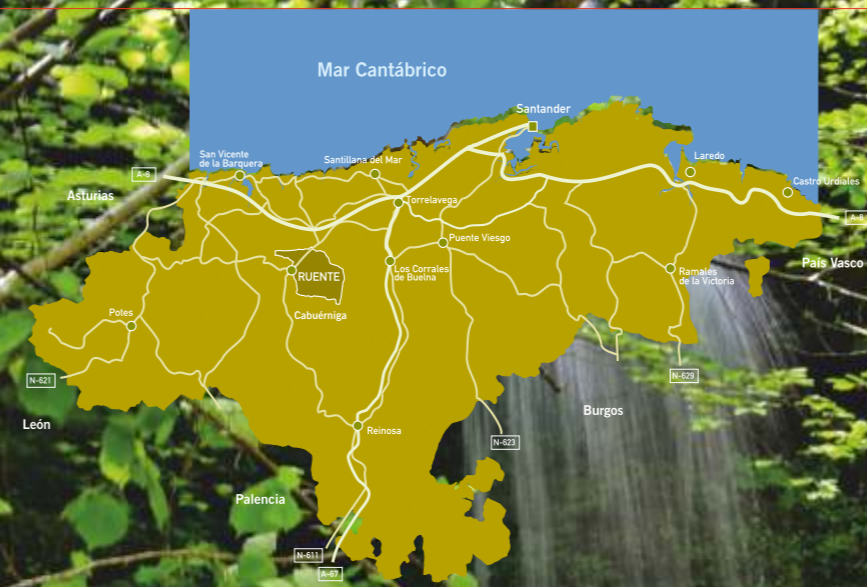 Mar Cantábrico
Santander
San Vicente
de la Barquera
Santillana del Mar
Laredo
A-8
Castro Urdiales
Asturias
Torrelavega
A-8
Puente Viesgo
País Vasco
Los Corrales
de Buelna
RUENTE
Ramales
de la Victoria
Cabuérniga
Potes
N-621
N-629
León
Burgos
Reinosa
N-623
Palencia
N-611
A-67